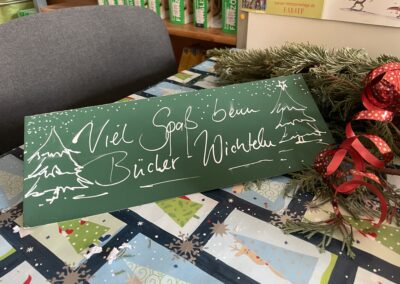 Viel Spaß beim
Bücher Wichteln